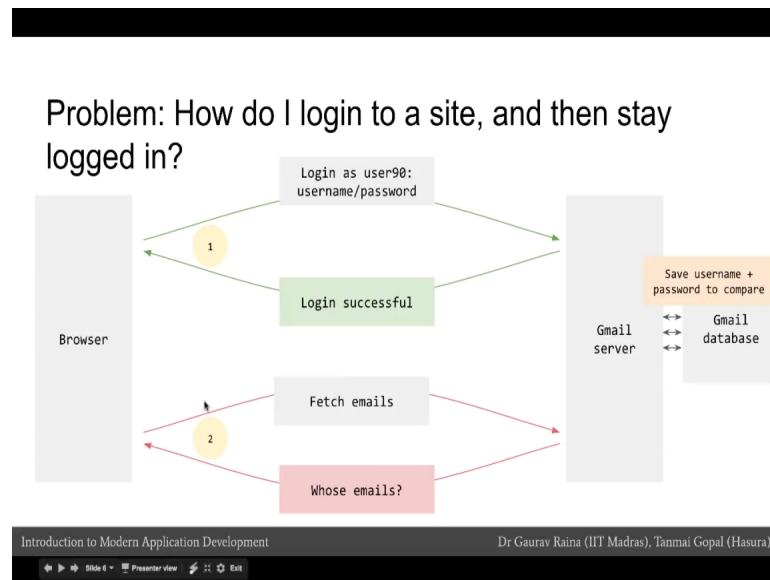 Problem: How do I login to a site, and then stay
logged in?
Login as user90:
username/password
1
Login successful
Browser
Save username +
password to compare
Gmail
server
Gmail
database
Fetch emails
2
Whose emails?
Introduction to Modern Application Development
Dr Gaurav Raina (IIT Madras), Tanmai Gopal (Hasura)
Slide 6
Presenter view
Exit